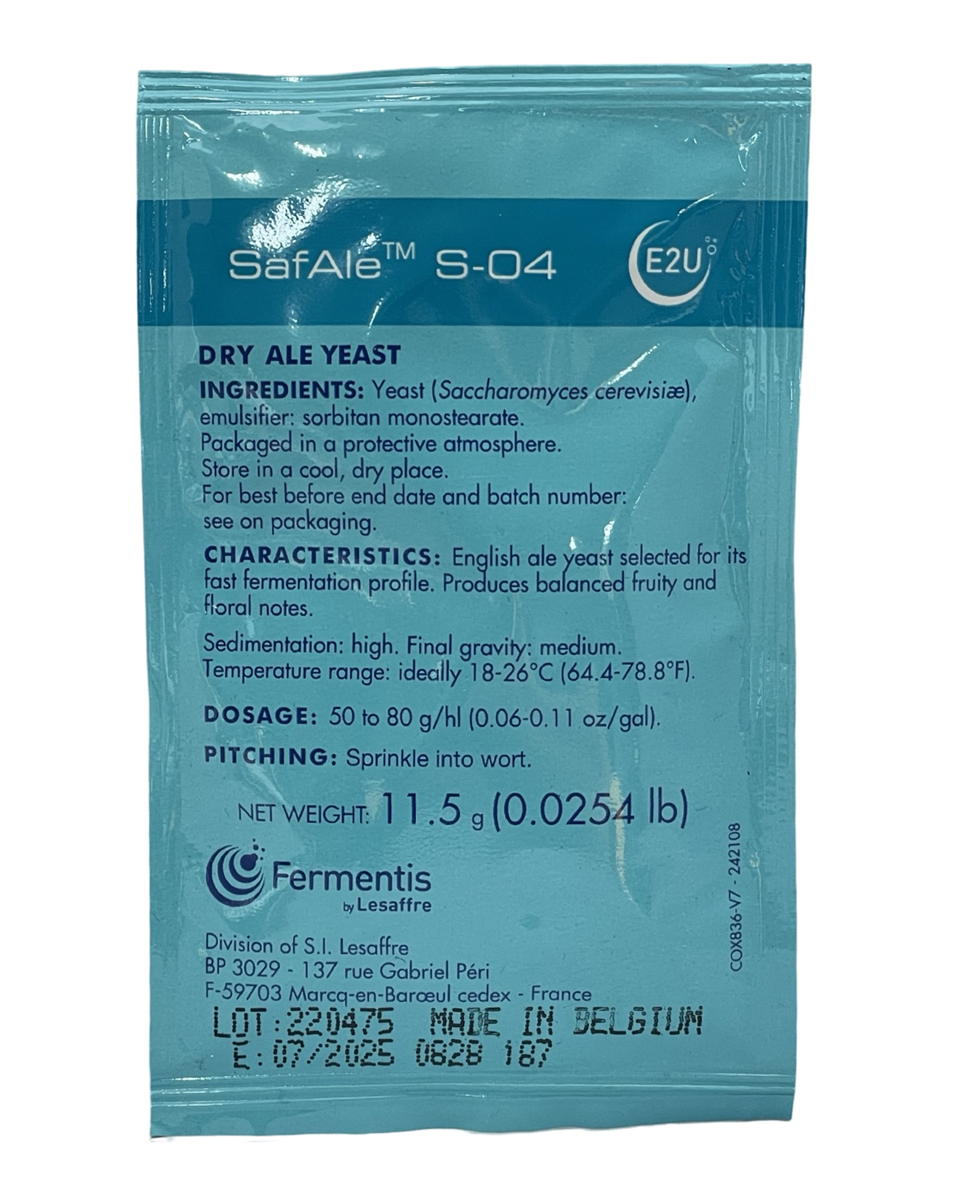 SafAle™ S-04
E2U
DRY ALE YEAST
INGREDIENTS: Yeast (Saccharomyces cerevisiæ),
emulsifier: sorbitan monostearate.
Packaged in a protective atmosphere.
Store in a cool, dry place.
For best before end date and batch number:
see on packaging.
CHARACTERISTICS: English ale yeast selected for its
fast fermentation profile. Produces balanced fruity and
floral notes.
Sedimentation: high. Final gravity: medium.
Temperature range: ideally 18-26°C (64.4-78.8°F).
DOSAGE: 50 to 80 g/hl (0.06-0.11 oz/gal).
PITCHING: Sprinkle into wort.
NET WEIGHT: 11.5 g (0.0254 lb)
Fermentis
by Lesaffre
COX836-V7 - 242108
Division of S.I. Lesaffre
BP 3029 - 137 rue Gabriel Péri
F-59703 Marcq-en-Barœul cedex - France
LOT:220475 MADE IN BELGIUM
E:07/2025 0828 187